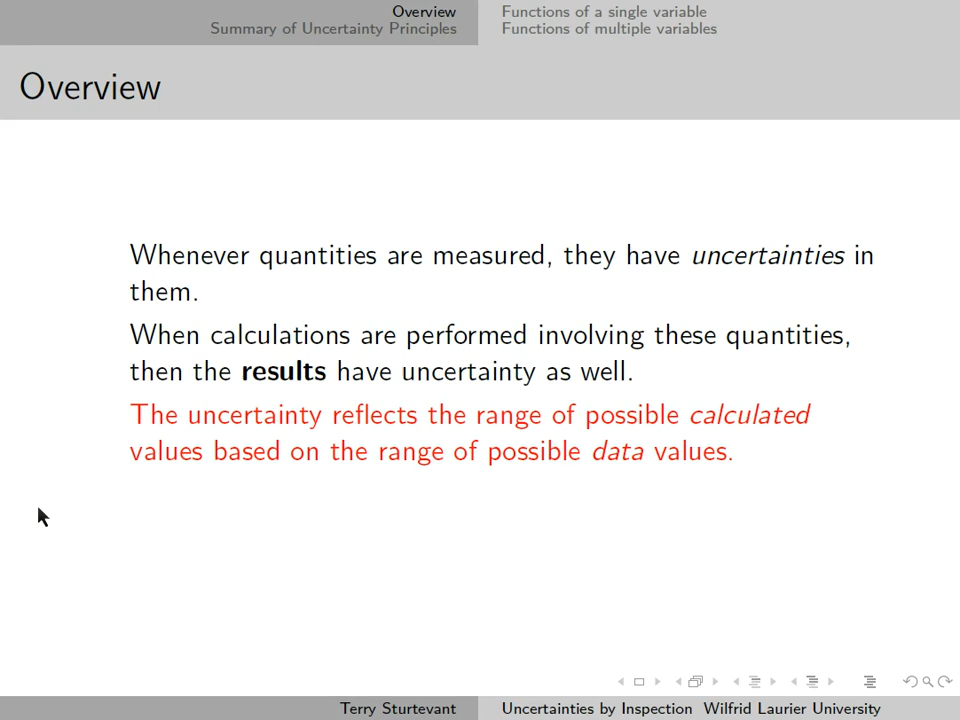 Overview
Summary of Uncertainty Principles
Functions of a single variable
Functions of multiple variables
Overview
Whenever quantities are measured, they have uncertainties in
them.
When calculations are performed involving these quantities,
then the results have uncertainty as well.
The uncertainty reflects the range of possible calculated
values based on the range of possible data values.
Terry Sturtevant
Uncertainties by Inspection Wilfrid Laurier University